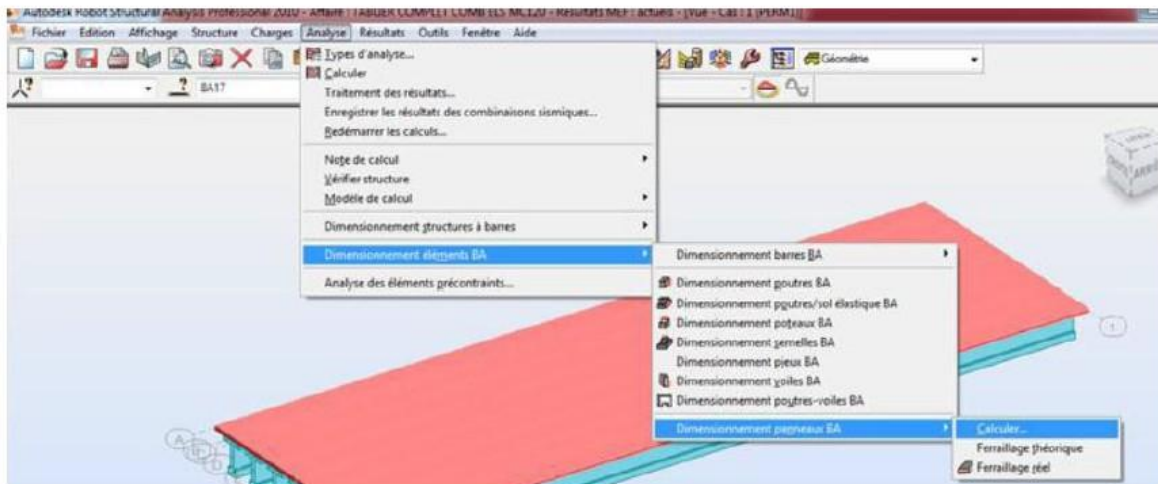 Autodesk Robot Structural Analysis Professional 2010 - Affaire : TABLIER COMPLET COMB ELS MC120 - Résultats MEF : actuels - [Vue - Cas : 1 (PERM1)]
Fichier Edition Affichage Structure Charges Analyse Résultats Outils Fenêtre Aide
Types d'analyse...
Géométrie
Calculer
BA17
Traitement des résultats...
Enregistrer les résultats des combinaisons sismiques...
Redémarrer les calculs...
Note de calcul
Vérifier structure
Modèle de calcul
Dimensionnement structures à barres
Dimensionnement éléments BA
Dimensionnement barres BA
Analyse des éléments précontraints...
Dimensionnement poutres BA
Dimensionnement poutres/sol élastique BA
Dimensionnement poteaux BA
Dimensionnement semelles BA
Dimensionnement pieux BA
Dimensionnement voiles BA
Dimensionnement poutres-voiles BA
Dimensionnement panneaux BA
Calculer...
Ferraillage théorique
Ferraillage réel
1
A
D